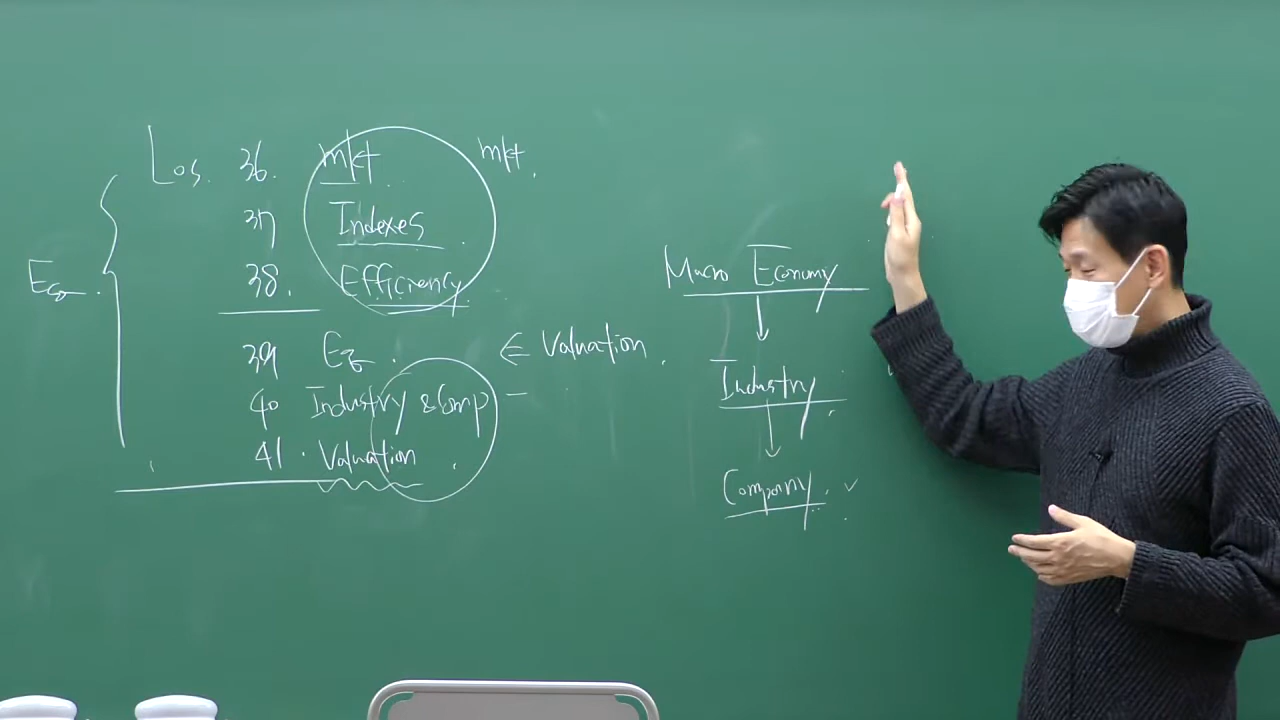 Los. 36. mkt mkt.
37 Indexes
38. Efficiency
Eq.
39 Eq. ⇐ Valuation.
40 Industry & Comp -
41. Valuation
Macro Economy
↓
Industry
↓
Company. ✓